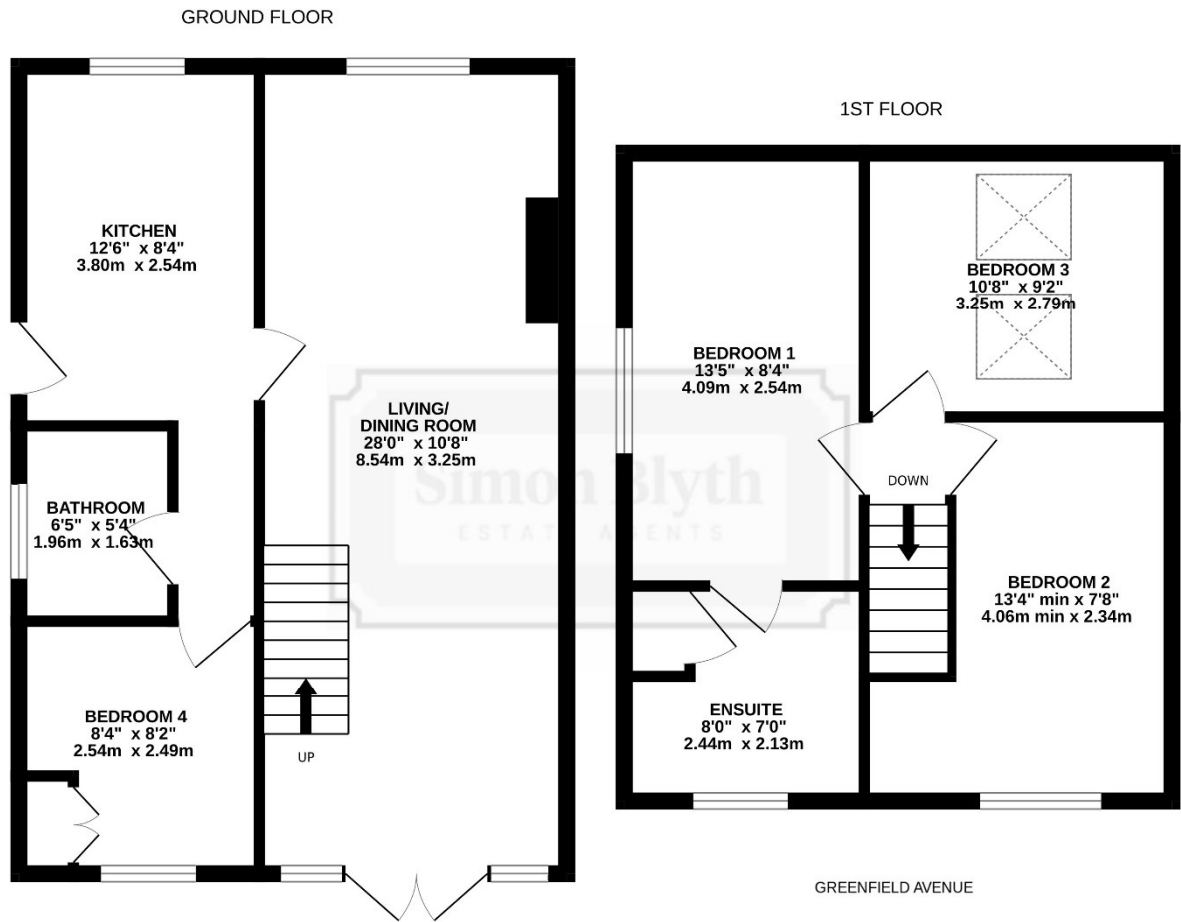 GROUND FLOOR
KITCHEN
12'6" x 8'4"
3.80m x 2.54m
LIVING/
DINING ROOM
28'0" x 10'8"
8.54m x 3.25m
BATHROOM
6'5" x 5'4"
1.96m x 1.63m
BEDROOM 4
8'4" x 8'2"
2.54m x 2.49m
UP
1ST FLOOR
BEDROOM 3
10'8" x 9'2"
3.25m x 2.79m
BEDROOM 1
13'5" x 8'4"
4.09m x 2.54m
DOWN
BEDROOM 2
13'4" min x 7'8"
4.06m min x 2.34m
ENSUITE
8'0" x 7'0"
2.44m x 2.13m
Simon Blyth
ESTATE AGENTS
GREENFIELD AVENUE